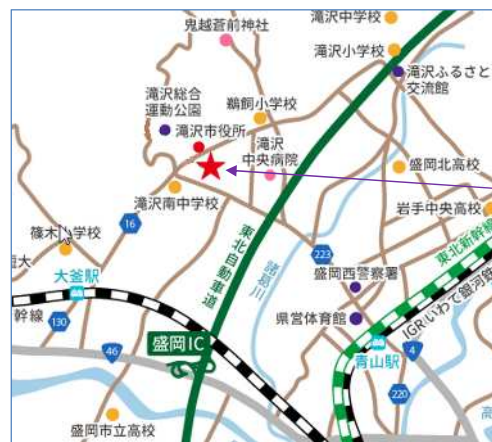 滝沢中学校
鬼越蒼前神社
滝沢小学校
滝沢ふるさと
交流館
滝沢総合
運動公園
鵜飼小学校
滝沢市役所
滝沢
中央病院
盛岡北高校
滝沢南中学校
岩手中央高校
16
篠木小学校
東北自動車道
東北新幹線
223
諸葛川
短大
大釜駅
盛岡西警察署
IGRいわて銀河鉄
幹線
130
県営体育館
盛岡IC
46
青山駅
4
220
盛岡市立高校
高